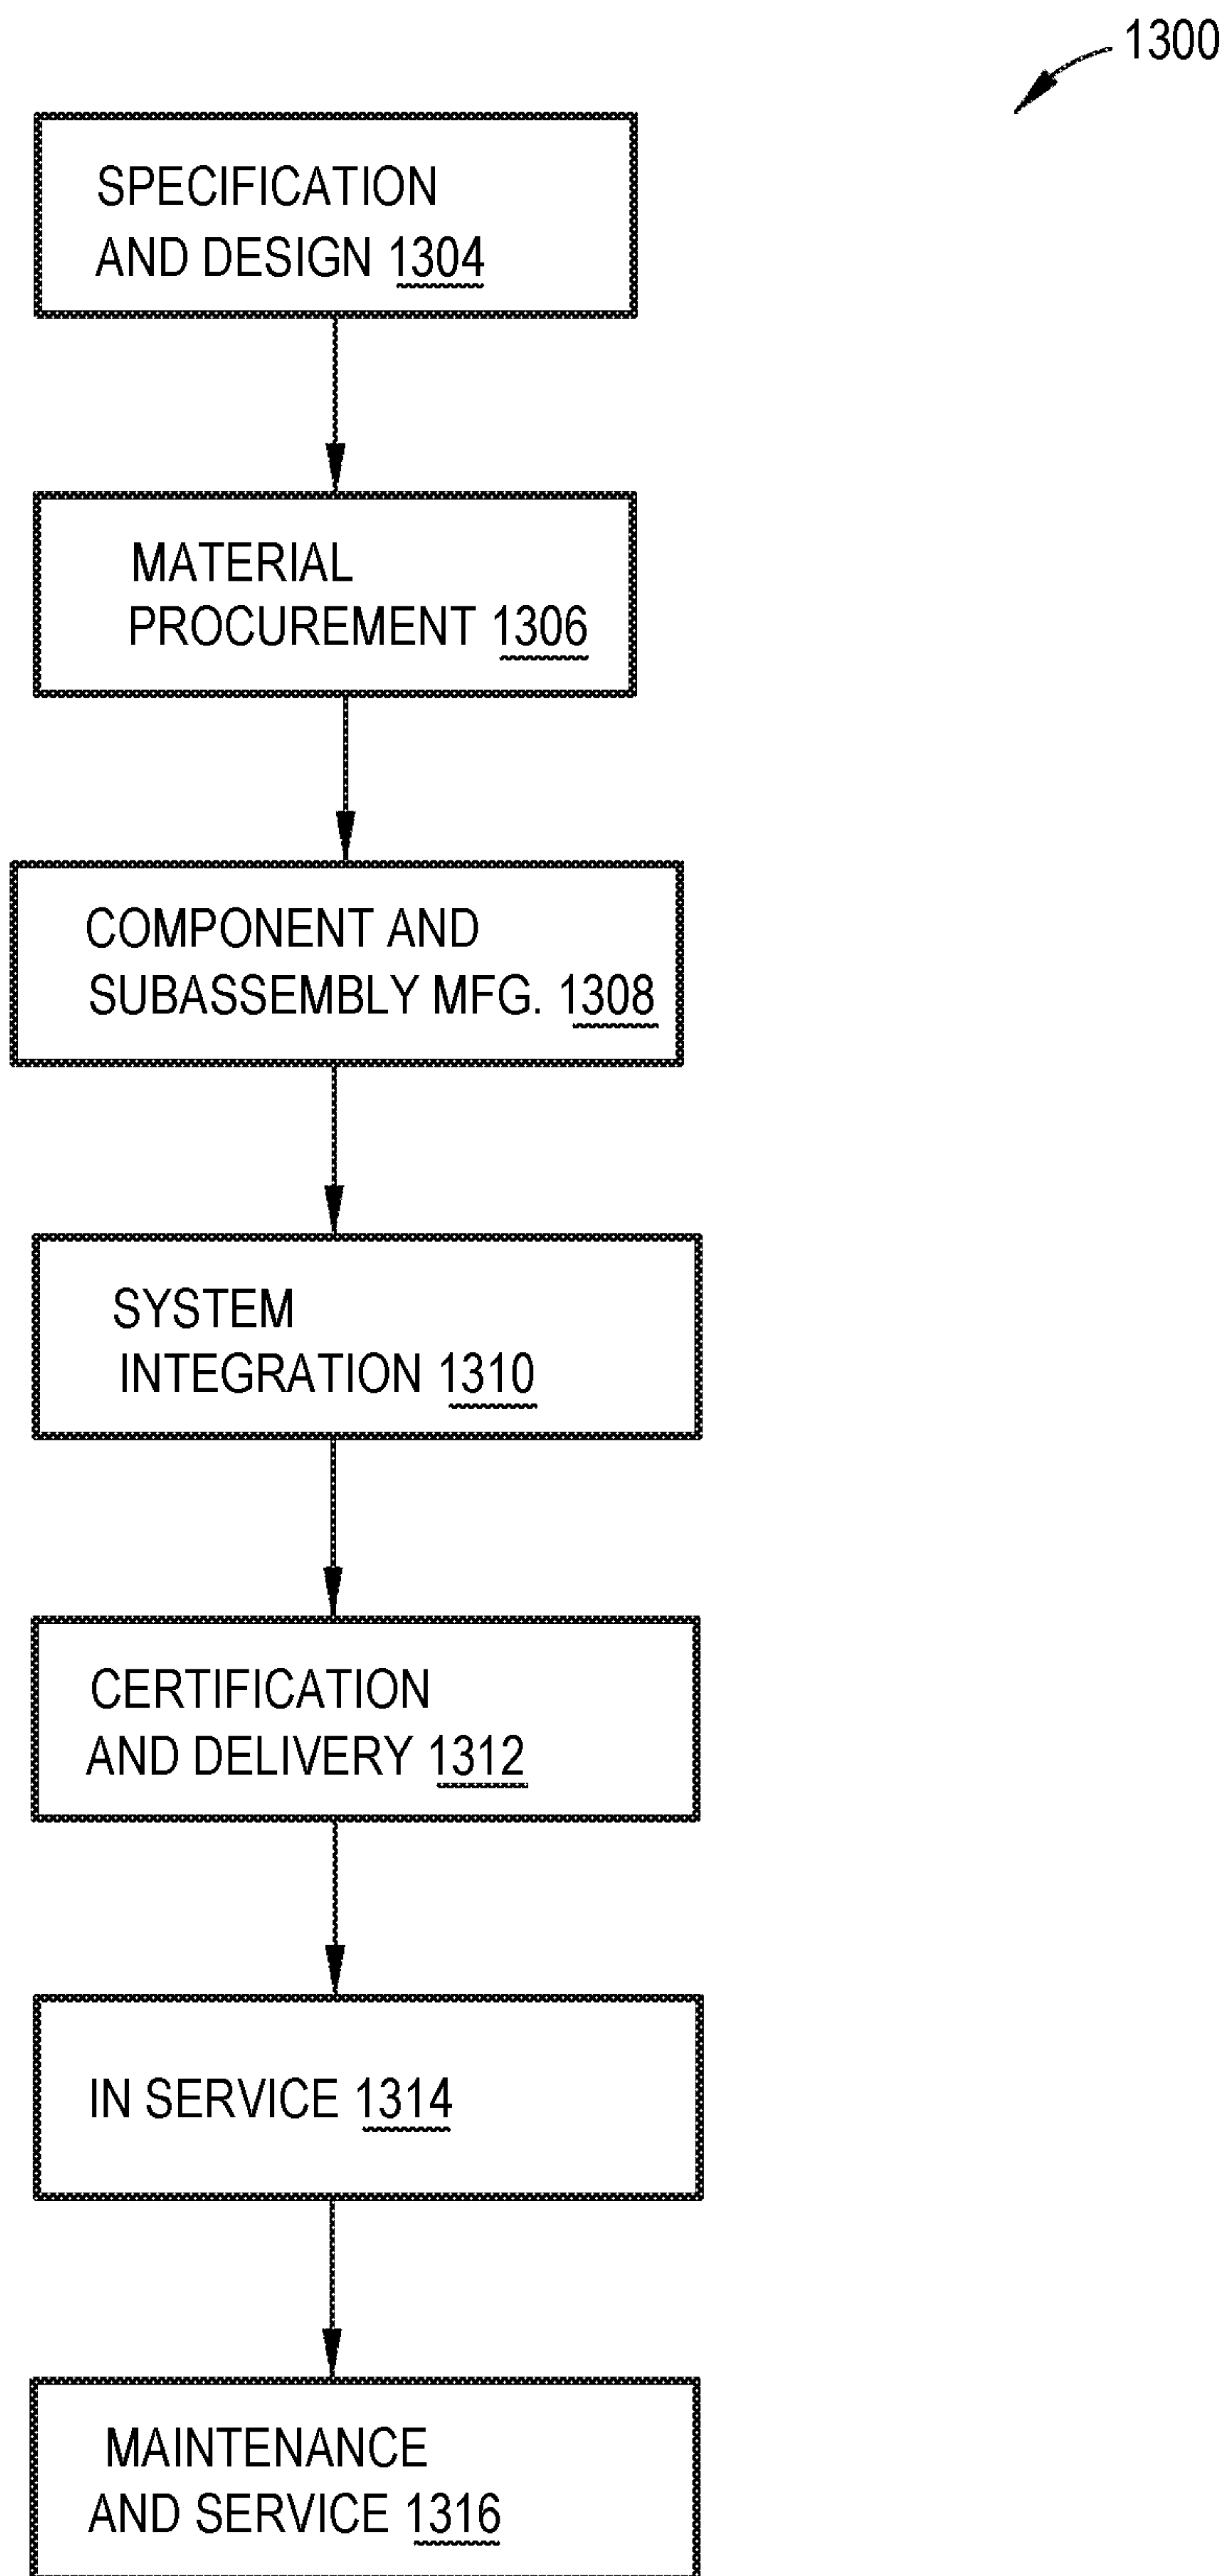 1300
SPECIFICATION
AND DESIGN 1304
MATERIAL
PROCUREMENT 1306
COMPONENT AND
SUBASSEMBLY MFG. 1308
SYSTEM
INTEGRATION 1310
CERTIFICATION
AND DELIVERY 1312
IN SERVICE 1314
MAINTENANCE
AND SERVICE 1316